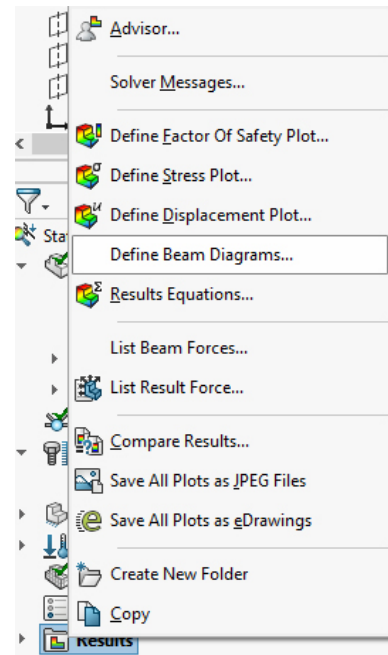 Advisor...
Solver Messages...
Define Factor Of Safety Plot...
Define Stress Plot...
Define Displacement Plot...
Sta
Define Beam Diagrams...
Results Equations...
List Beam Forces...
List Result Force...
Compare Results...
Save All Plots as JPEG Files
Save All Plots as eDrawings
Create New Folder
Copy
Results